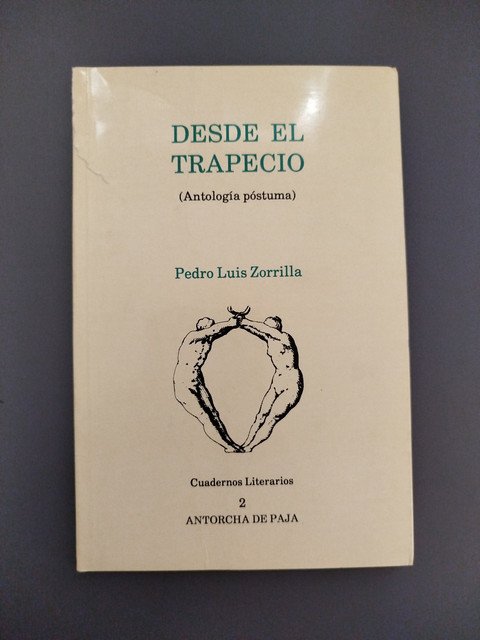 DESDE EL
TRAPECIO
(Antología póstuma)
Pedro Luis Zorrilla
Cuadernos Literarios
2
ANTORCHA DE PAJA